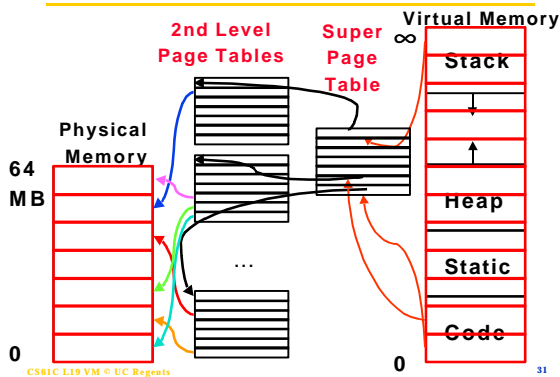 2nd Level
Page Tables
Super
Page
Table
Virtual Memory
∞
Stack
Heap
Static
Code
0
Physical
Memory
64
MB
0
...
CS61C L19 VM © UC Regents
31